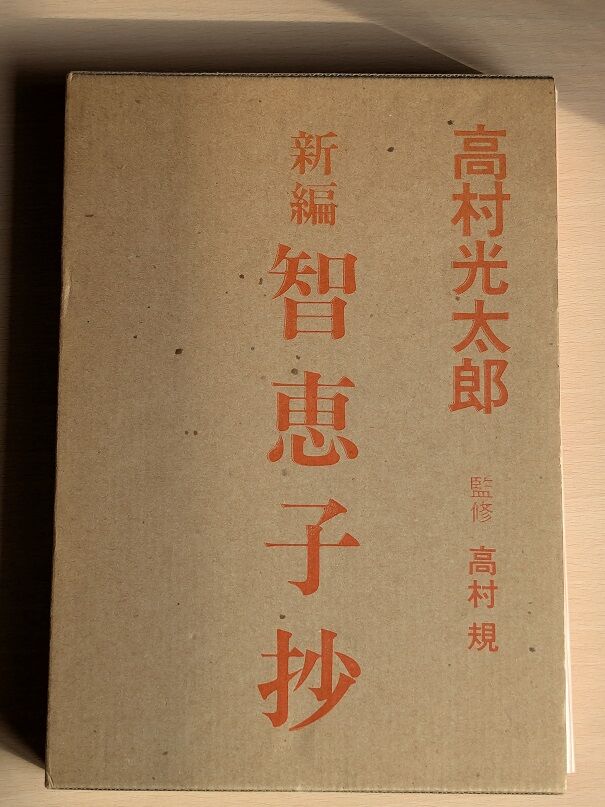 高村光太郎
監修 高村規
新編 智恵子抄